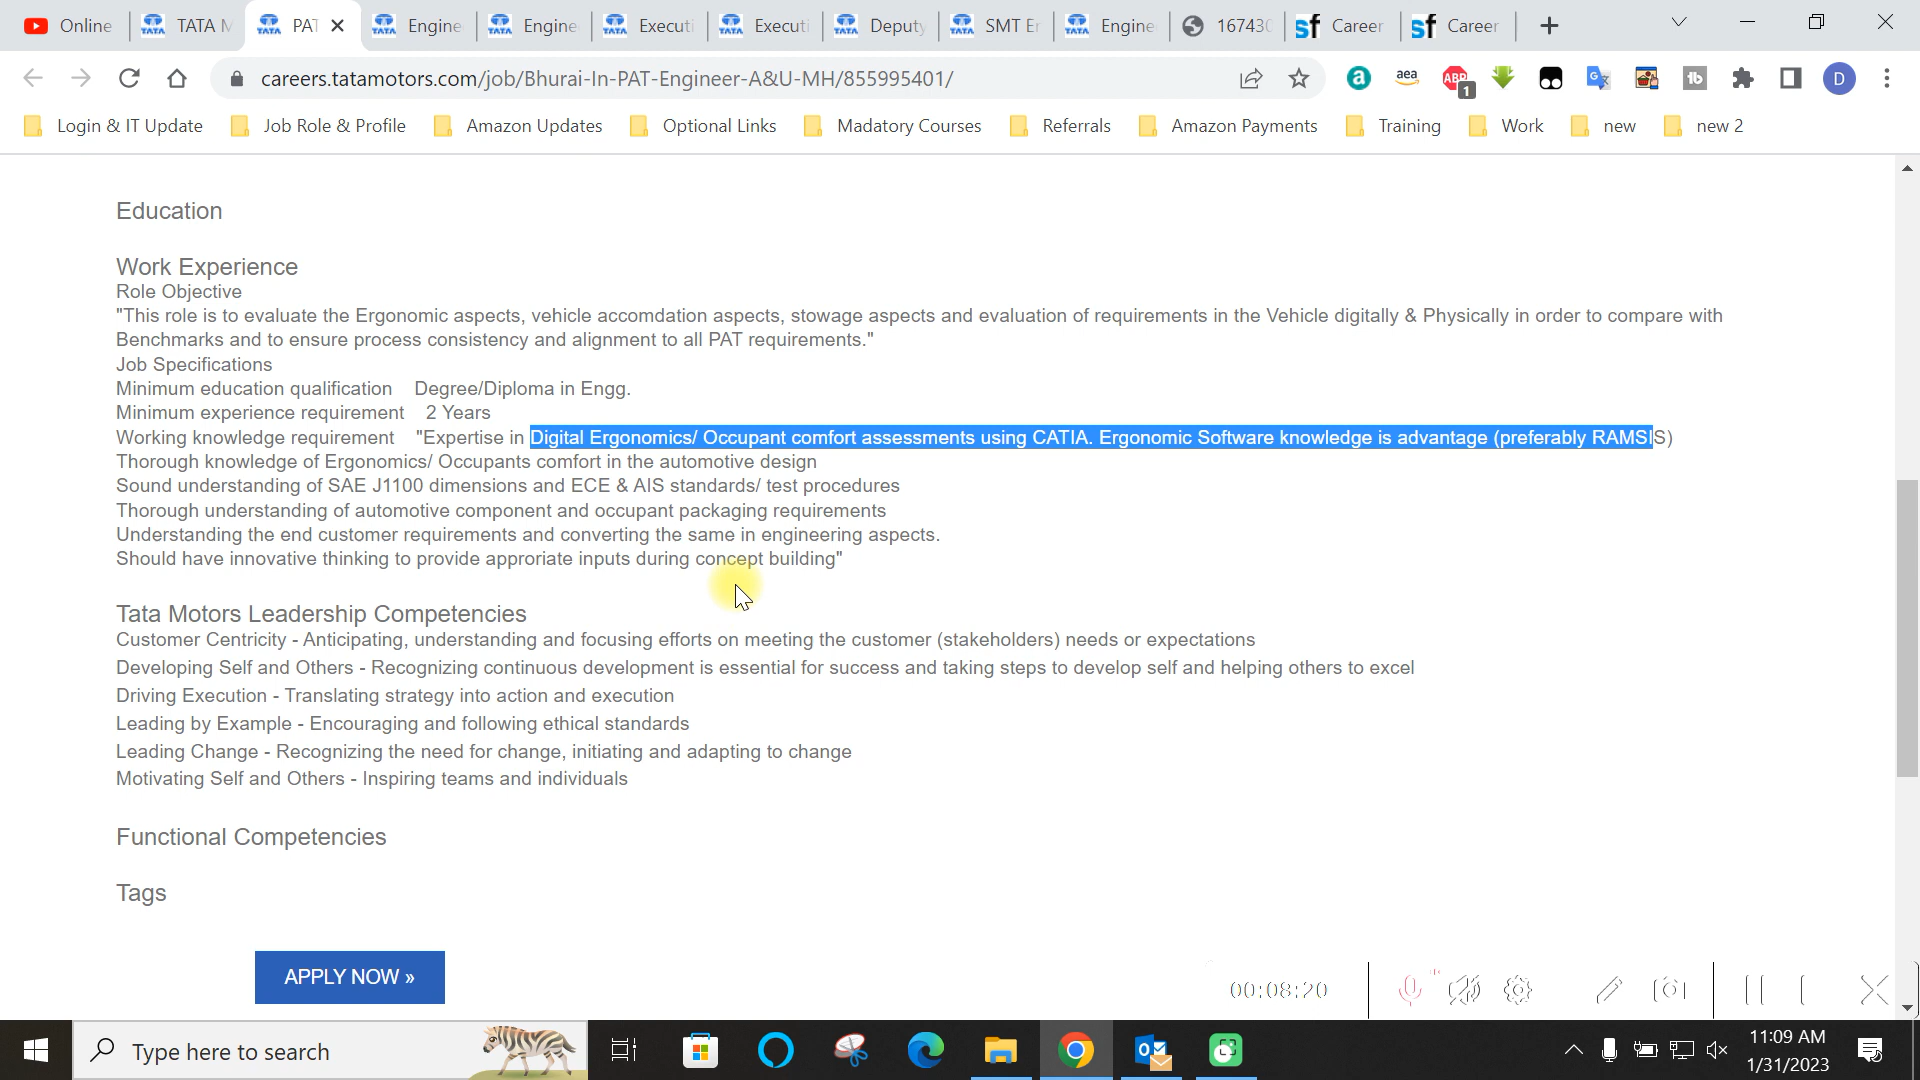 Online
TATA M
PAT
Engine
Engine
Executi
Executi
Deputy
SMT Er
Engine
167430
Career
Career
careers.tatamotors.com/job/Bhurai-In-PAT-Engineer-A&U-MH/855995401/
ABP
1
D
Login & IT Update
Job Role & Profile
Amazon Updates
Optional Links
Madatory Courses
Referrals
Amazon Payments
Training
Work
new
new 2
Education
Work Experience
Role Objective
"This role is to evaluate the Ergonomic aspects, vehicle accomdation aspects, stowage aspects and evaluation of requirements in the Vehicle digitally & Physically in order to compare with
Benchmarks and to ensure process consistency and alignment to all PAT requirements."
Job Specifications
Minimum education qualification Degree/Diploma in Engg.
Minimum experience requirement 2 Years
Working knowledge requirement "Expertise in Digital Ergonomics/ Occupant comfort assessments using CATIA. Ergonomic Software knowledge is advantage (preferably RAMSIS)
Thorough knowledge of Ergonomics/ Occupants comfort in the automotive design
Sound understanding of SAE J1100 dimensions and ECE & AIS standards/ test procedures
Thorough understanding of automotive component and occupant packaging requirements
Understanding the end customer requirements and converting the same in engineering aspects.
Should have innovative thinking to provide approriate inputs during concept building"
Tata Motors Leadership Competencies
Customer Centricity - Anticipating, understanding and focusing efforts on meeting the customer (stakeholders) needs or expectations
Developing Self and Others - Recognizing continuous development is essential for success and taking steps to develop self and helping others to excel
Driving Execution - Translating strategy into action and execution
Leading by Example - Encouraging and following ethical standards
Leading Change - Recognizing the need for change, initiating and adapting to change
Motivating Self and Others - Inspiring teams and individuals
Functional Competencies
Tags
APPLY NOW »
00:08:20
Type here to search
11:09 AM
1/31/2023